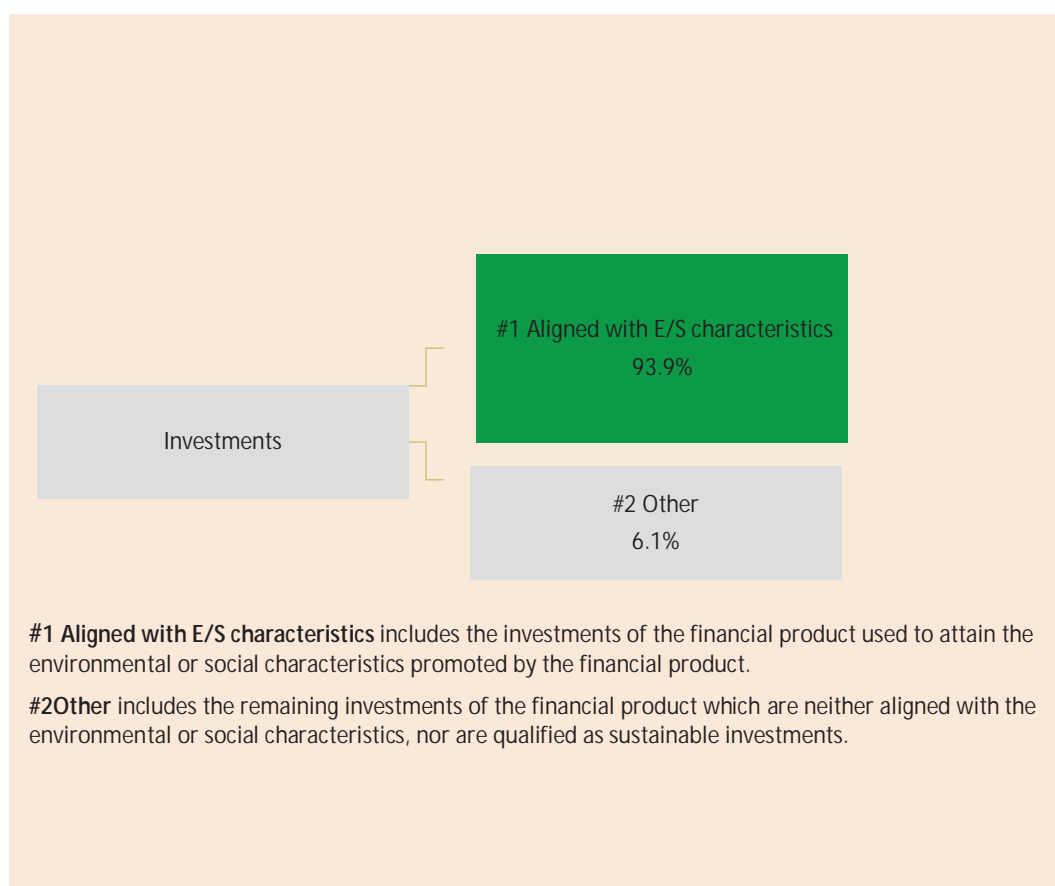 #1 Aligned with E/S characteristics
93.9%
Investments
#2 Other
6.1%
#1 Aligned with E/S characteristics includes the investments of the financial product used to attain the
environmental or social characteristics promoted by the financial product.
#2Other includes the remaining investments of the financial product which are neither aligned with the
environmental or social characteristics, nor are qualified as sustainable investments.